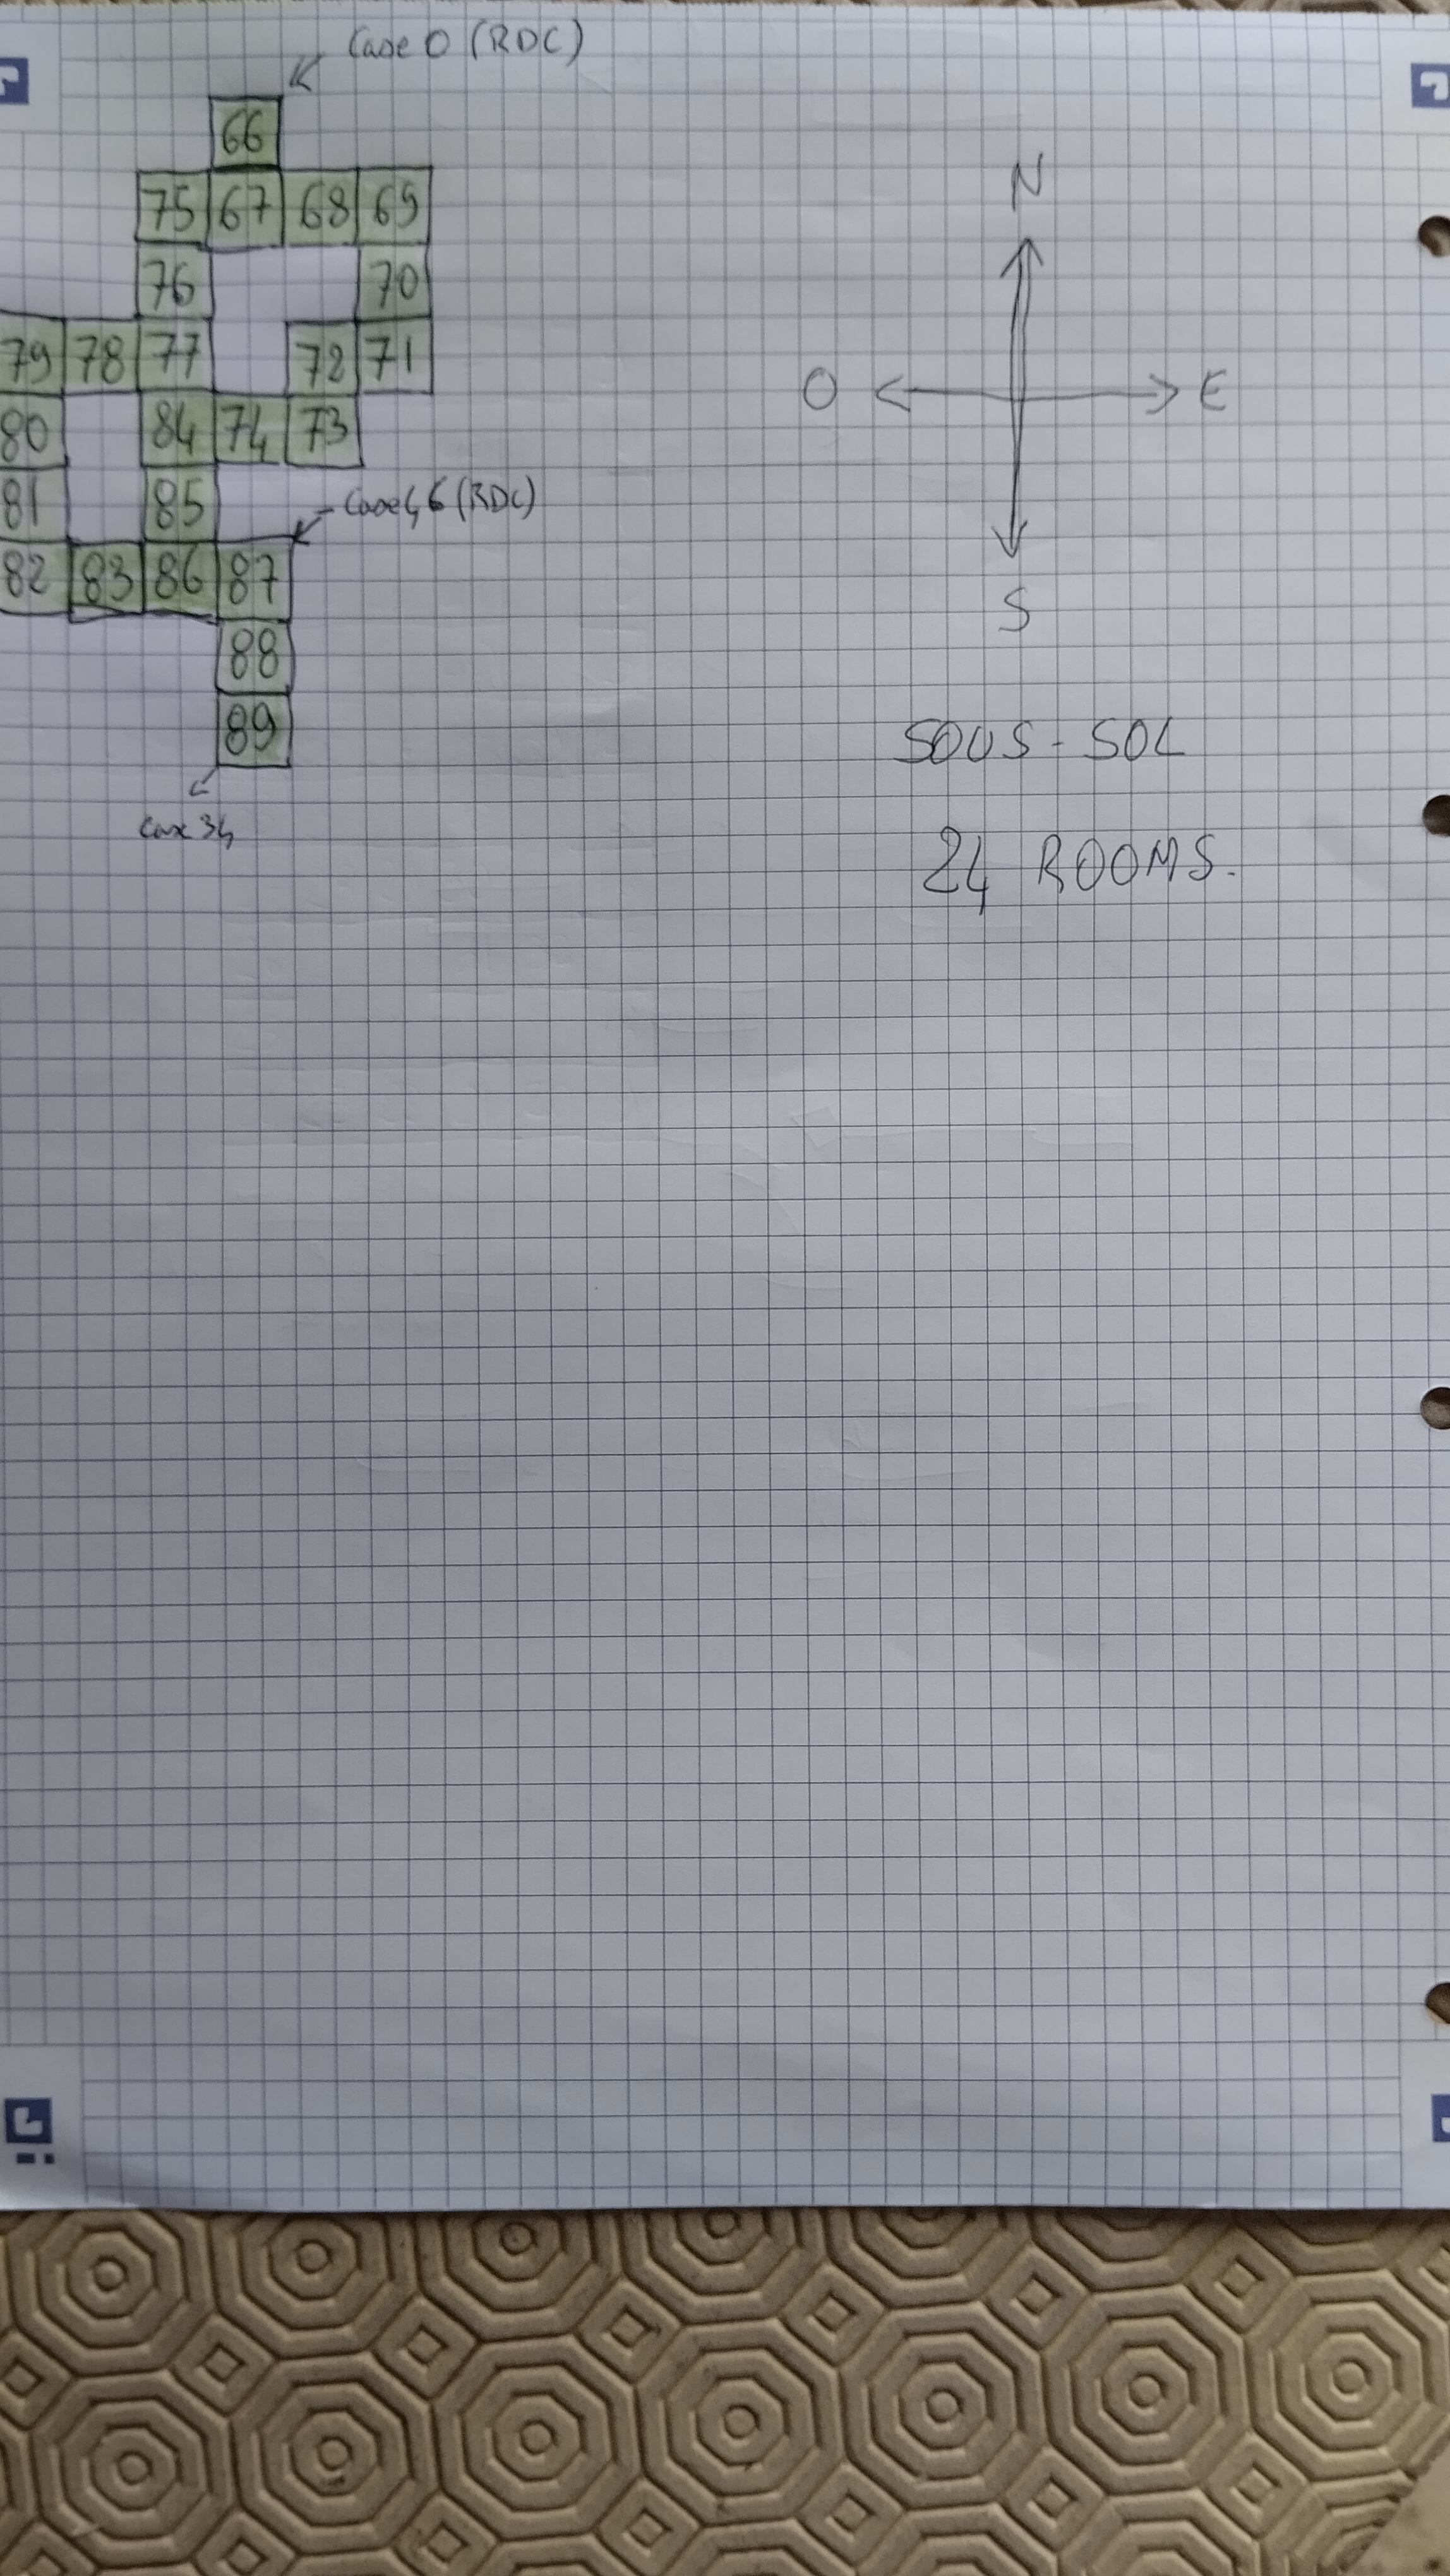 Case 0 (RDC)
66
75 67 68 69
76 70
79 78 77 72 71
80 84 74 73
81 85
Case 46 (RDC)
82 83 86 87
88
89
Case 34
N
O E
S
SOUS-SOL
24 ROOMS.